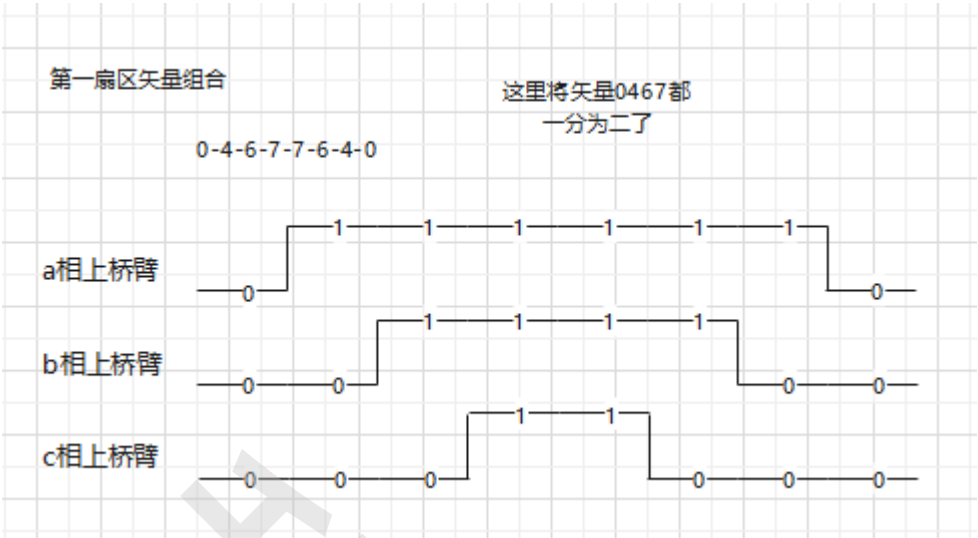 第一扇区矢量组合
这里将矢量0467都
一分为二了
0-4-6-7-7-6-4-0
a相上桥臂
0 1 1 1 1 1 1 0
b相上桥臂
0 0 1 1 1 1 0 0
c相上桥臂
0 0 0 1 1 0 0 0